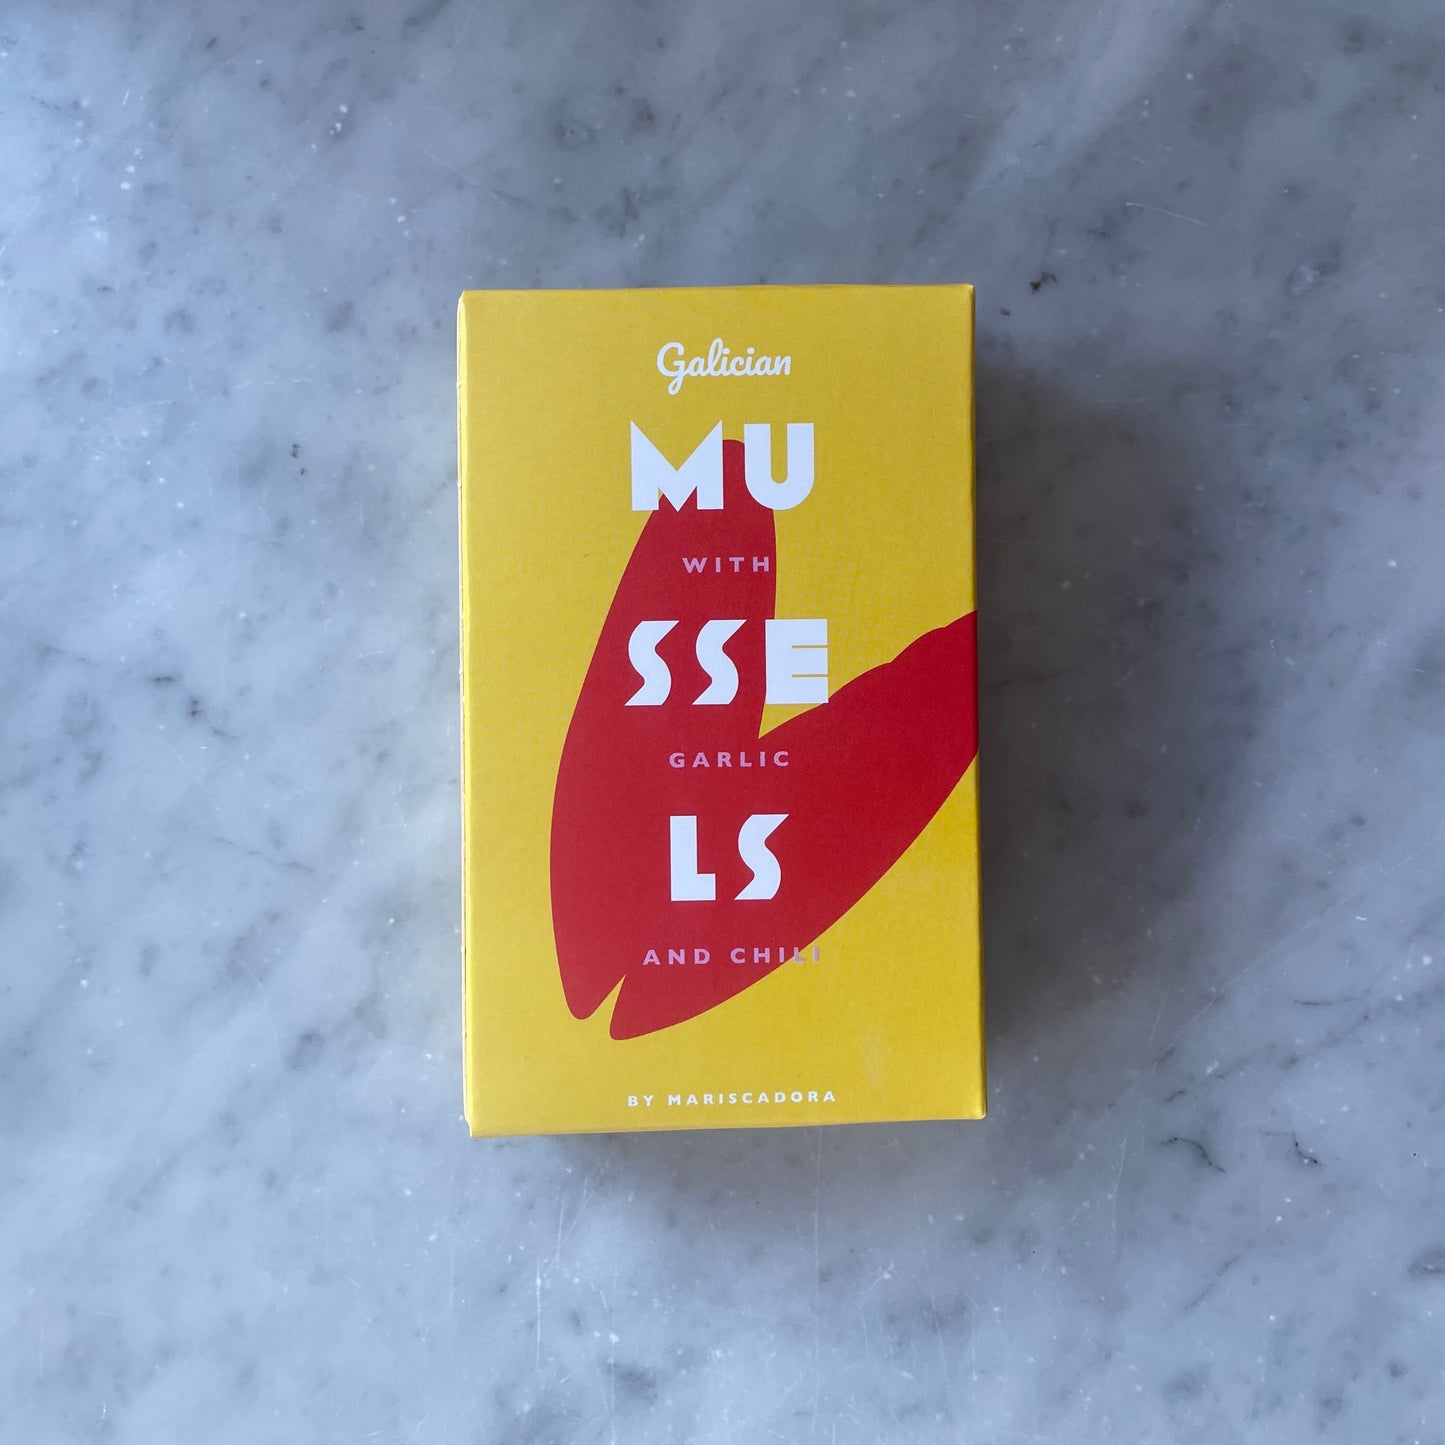 Galician
MU
WITH
SSE
GARLIC
LS
AND CHILI
BY MARISCADORA